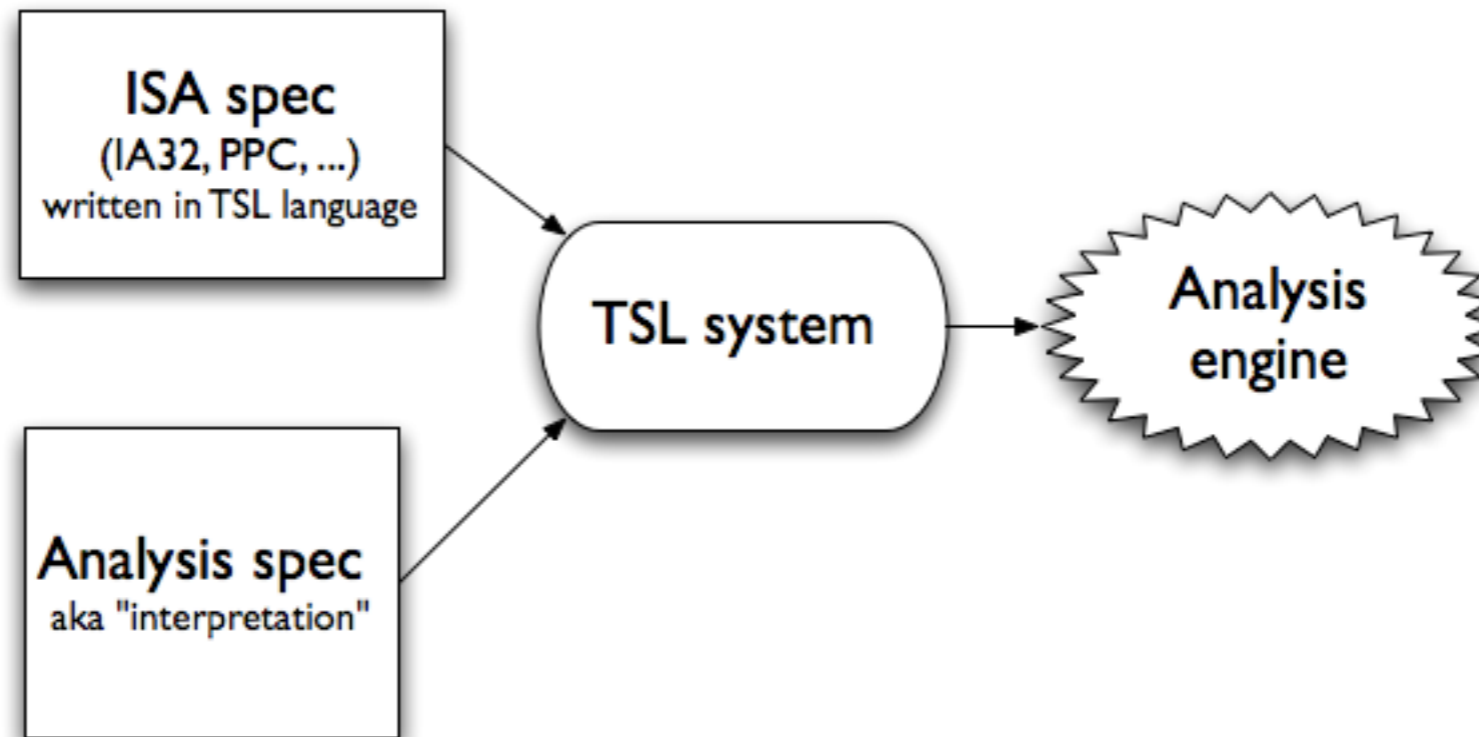 ISA spec
(IA32, PPC, ...)
written in TSL language
TSL system
Analysis
engine
Analysis spec
aka "interpretation"